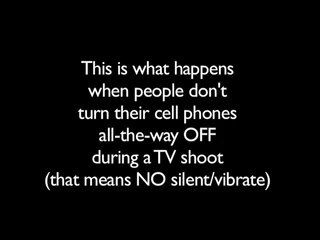 This is what happens
when people don't
turn their cell phones
all-the-way OFF
during a TV shoot
(that means NO silent/vibrate)